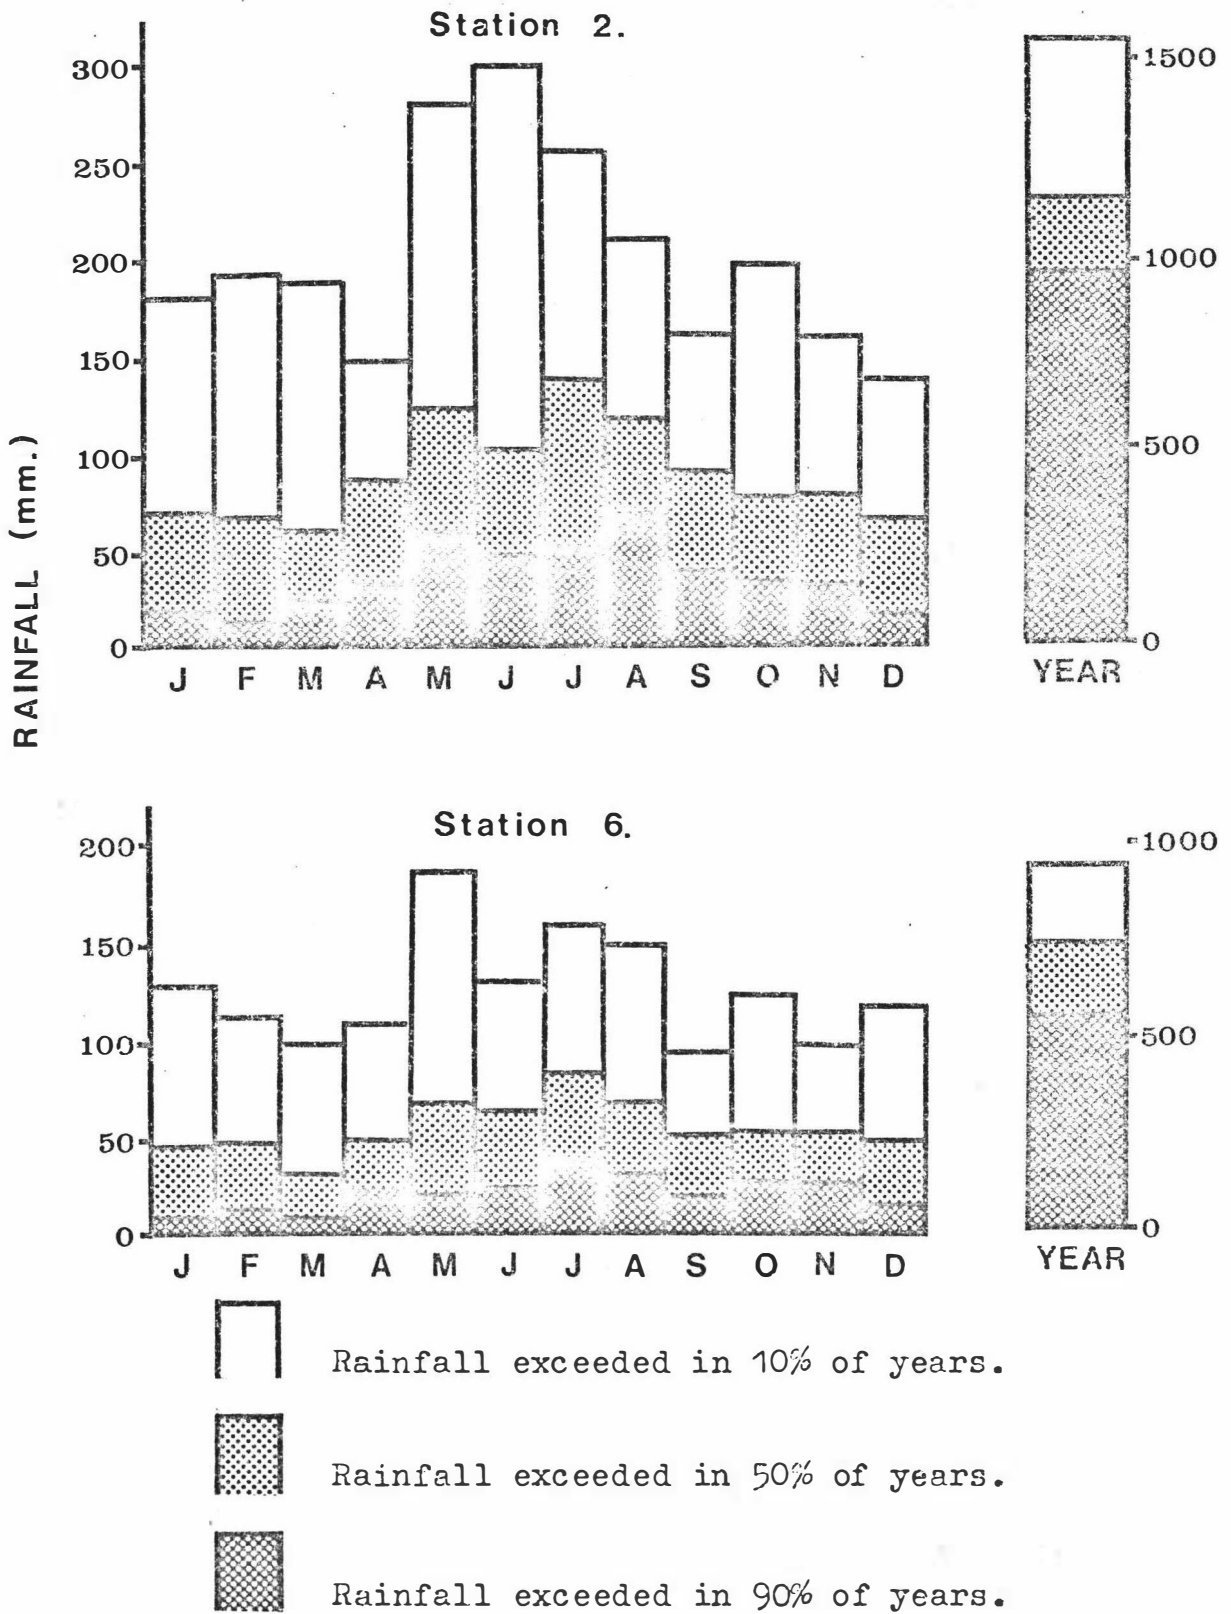 Station 2.
RAINFALL (mm.)
300
250
200
150
100
50
0
J F M A M J J A S O N D
1500
1000
500
0
YEAR
Station 6.
200
150
100
50
0
J F M A M J J A S O N D
1000
500
0
YEAR
Rainfall exceeded in 10% of years.
Rainfall exceeded in 50% of years.
Rainfall exceeded in 90% of years.